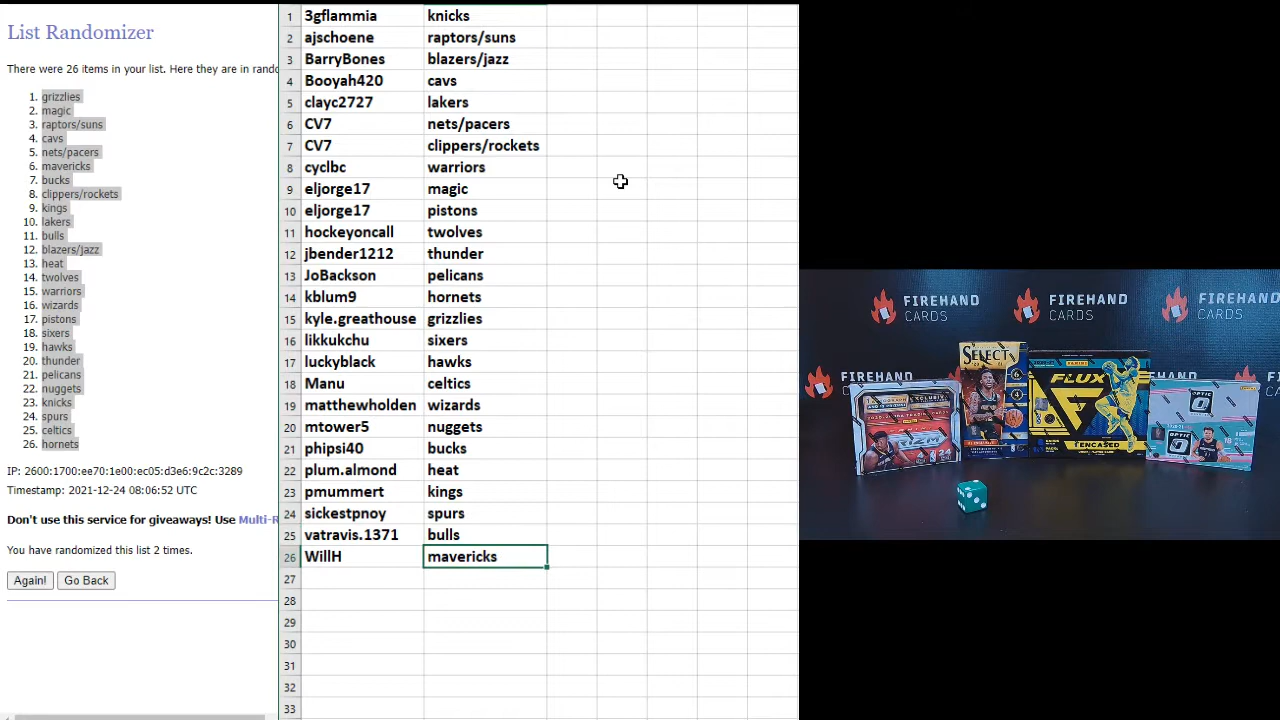 List Randomizer
There were 26 items in your list. Here they are in rando
1. grizzlies
2. magic
3. raptors/suns
4. cavs
5. nets/pacers
6. mavericks
7. bucks
8. clippers/rockets
9. kings
10. lakers
11. bulls
12. blazers/jazz
13. heat
14. twolves
15. warriors
16. wizards
17. pistons
18. sixers
19. hawks
20. thunder
21. pelicans
22. nuggets
23. knicks
24. spurs
25. celtics
26. hornets
IP: 2600:1700:ee70:1e00:ec05:d3e6:9c2c:3289
Timestamp: 2021-12-24 08:06:52 UTC
Don't use this service for giveaways! Use Multi-R
You have randomized this list 2 times.
Again! Go Back
1 3gflammia knicks
2 ajschoene raptors/suns
3 BarryBones blazers/jazz
4 Booyah420 cavs
5 clayc2727 lakers
6 CV7 nets/pacers
7 CV7 clippers/rockets
8 cyclbc warriors
9 eljorge17 magic
10 eljorge17 pistons
11 hockeyoncall twolves
12 jbender1212 thunder
13 JoBackson pelicans
14 kblum9 hornets
15 kyle.greathouse grizzlies
16 likkukchu sixers
17 luckyblack hawks
18 Manu celtics
19 matthewholden wizards
20 mtower5 nuggets
21 phipsi40 bucks
22 plum.almond heat
23 pmummert kings
24 sickestpnoy spurs
25 vatravis.1371 bulls
26 WillH mavericks
27
28
29
30
31
32
33
FIREHAND CARDS
FIREHAND CARDS
FIREHAND CARDS
FIREHAND CARDS
FIREHAND
SELECT
PANINI
FLUX
TENCASED
PRIZM
OPTIC
OPTIC